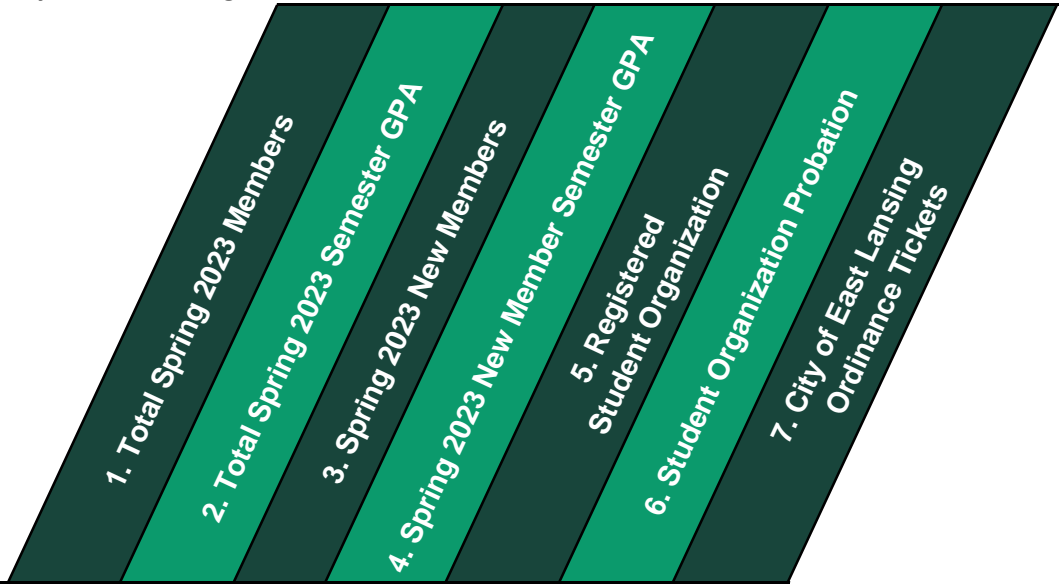 1. Total Spring 2023 Members
2. Total Spring 2023 Semester GPA
3. Spring 2023 New Members
4. Spring 2023 New Member Semester GPA
5. Registered
Student Organization
6. Student Organization Probation
7. City of East Lansing
Ordinance Tickets